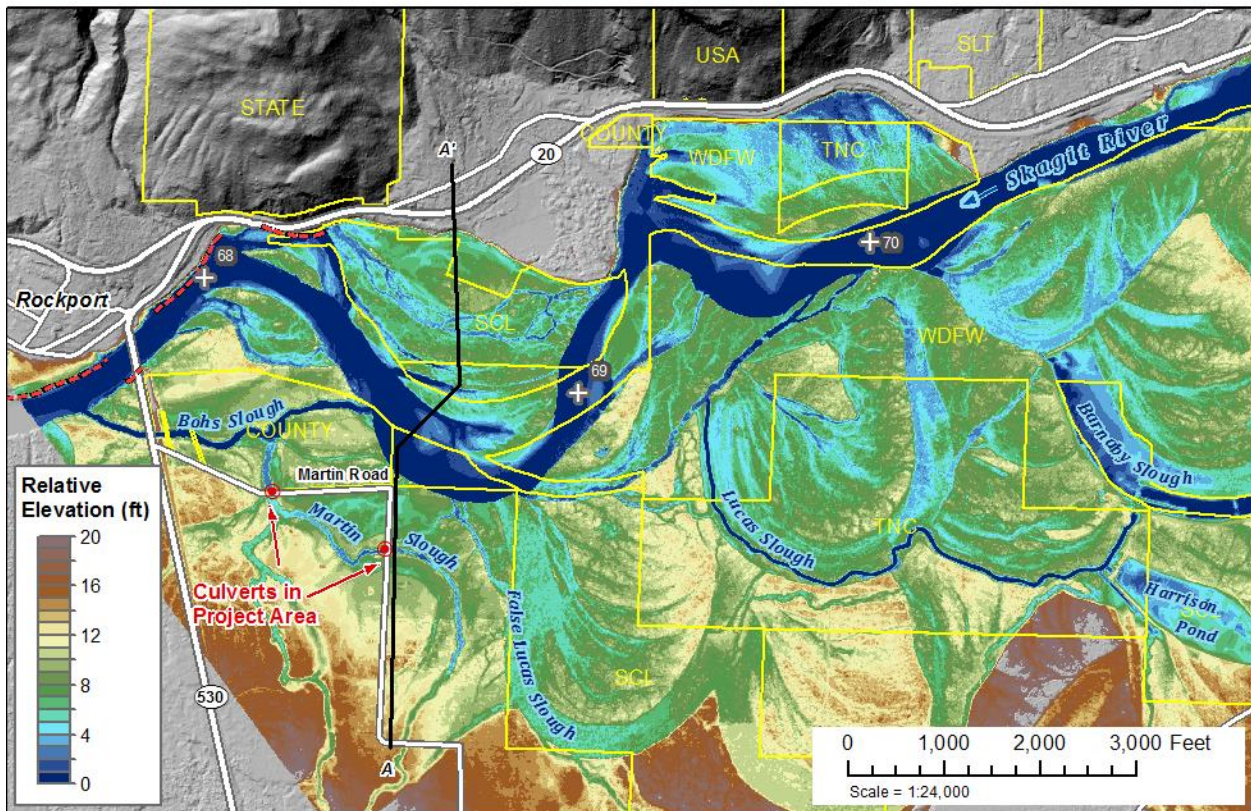 STATE
USA
SLT
COUNTY
A'
20
WDFW
TNC
Skagit River
70
68
Rockport
SCL
69
WDFW
Bohs Slough
COUNTY
Barnaby Slough
Martin Road
Relative
Elevation (ft)
20
16
12
8
4
0
Martin Slough
Lucas Slough
TNC
Culverts in
Project Area
False Lucas Slough
Harrison
Pond
SCL
530
A
0 1,000 2,000 3,000 Feet
Scale = 1:24,000